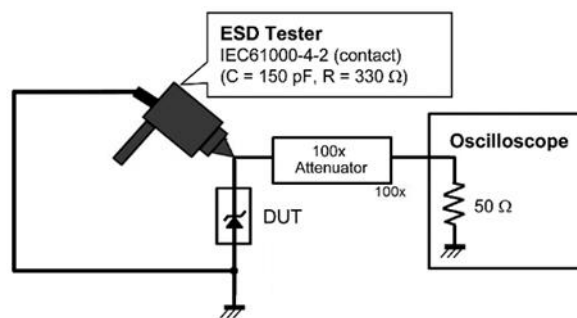 ESD Tester
IEC61000-4-2 (contact)
(C = 150 pF, R = 330 Ω)
100x
Attenuator
100x
Oscilloscope
50 Ω
DUT